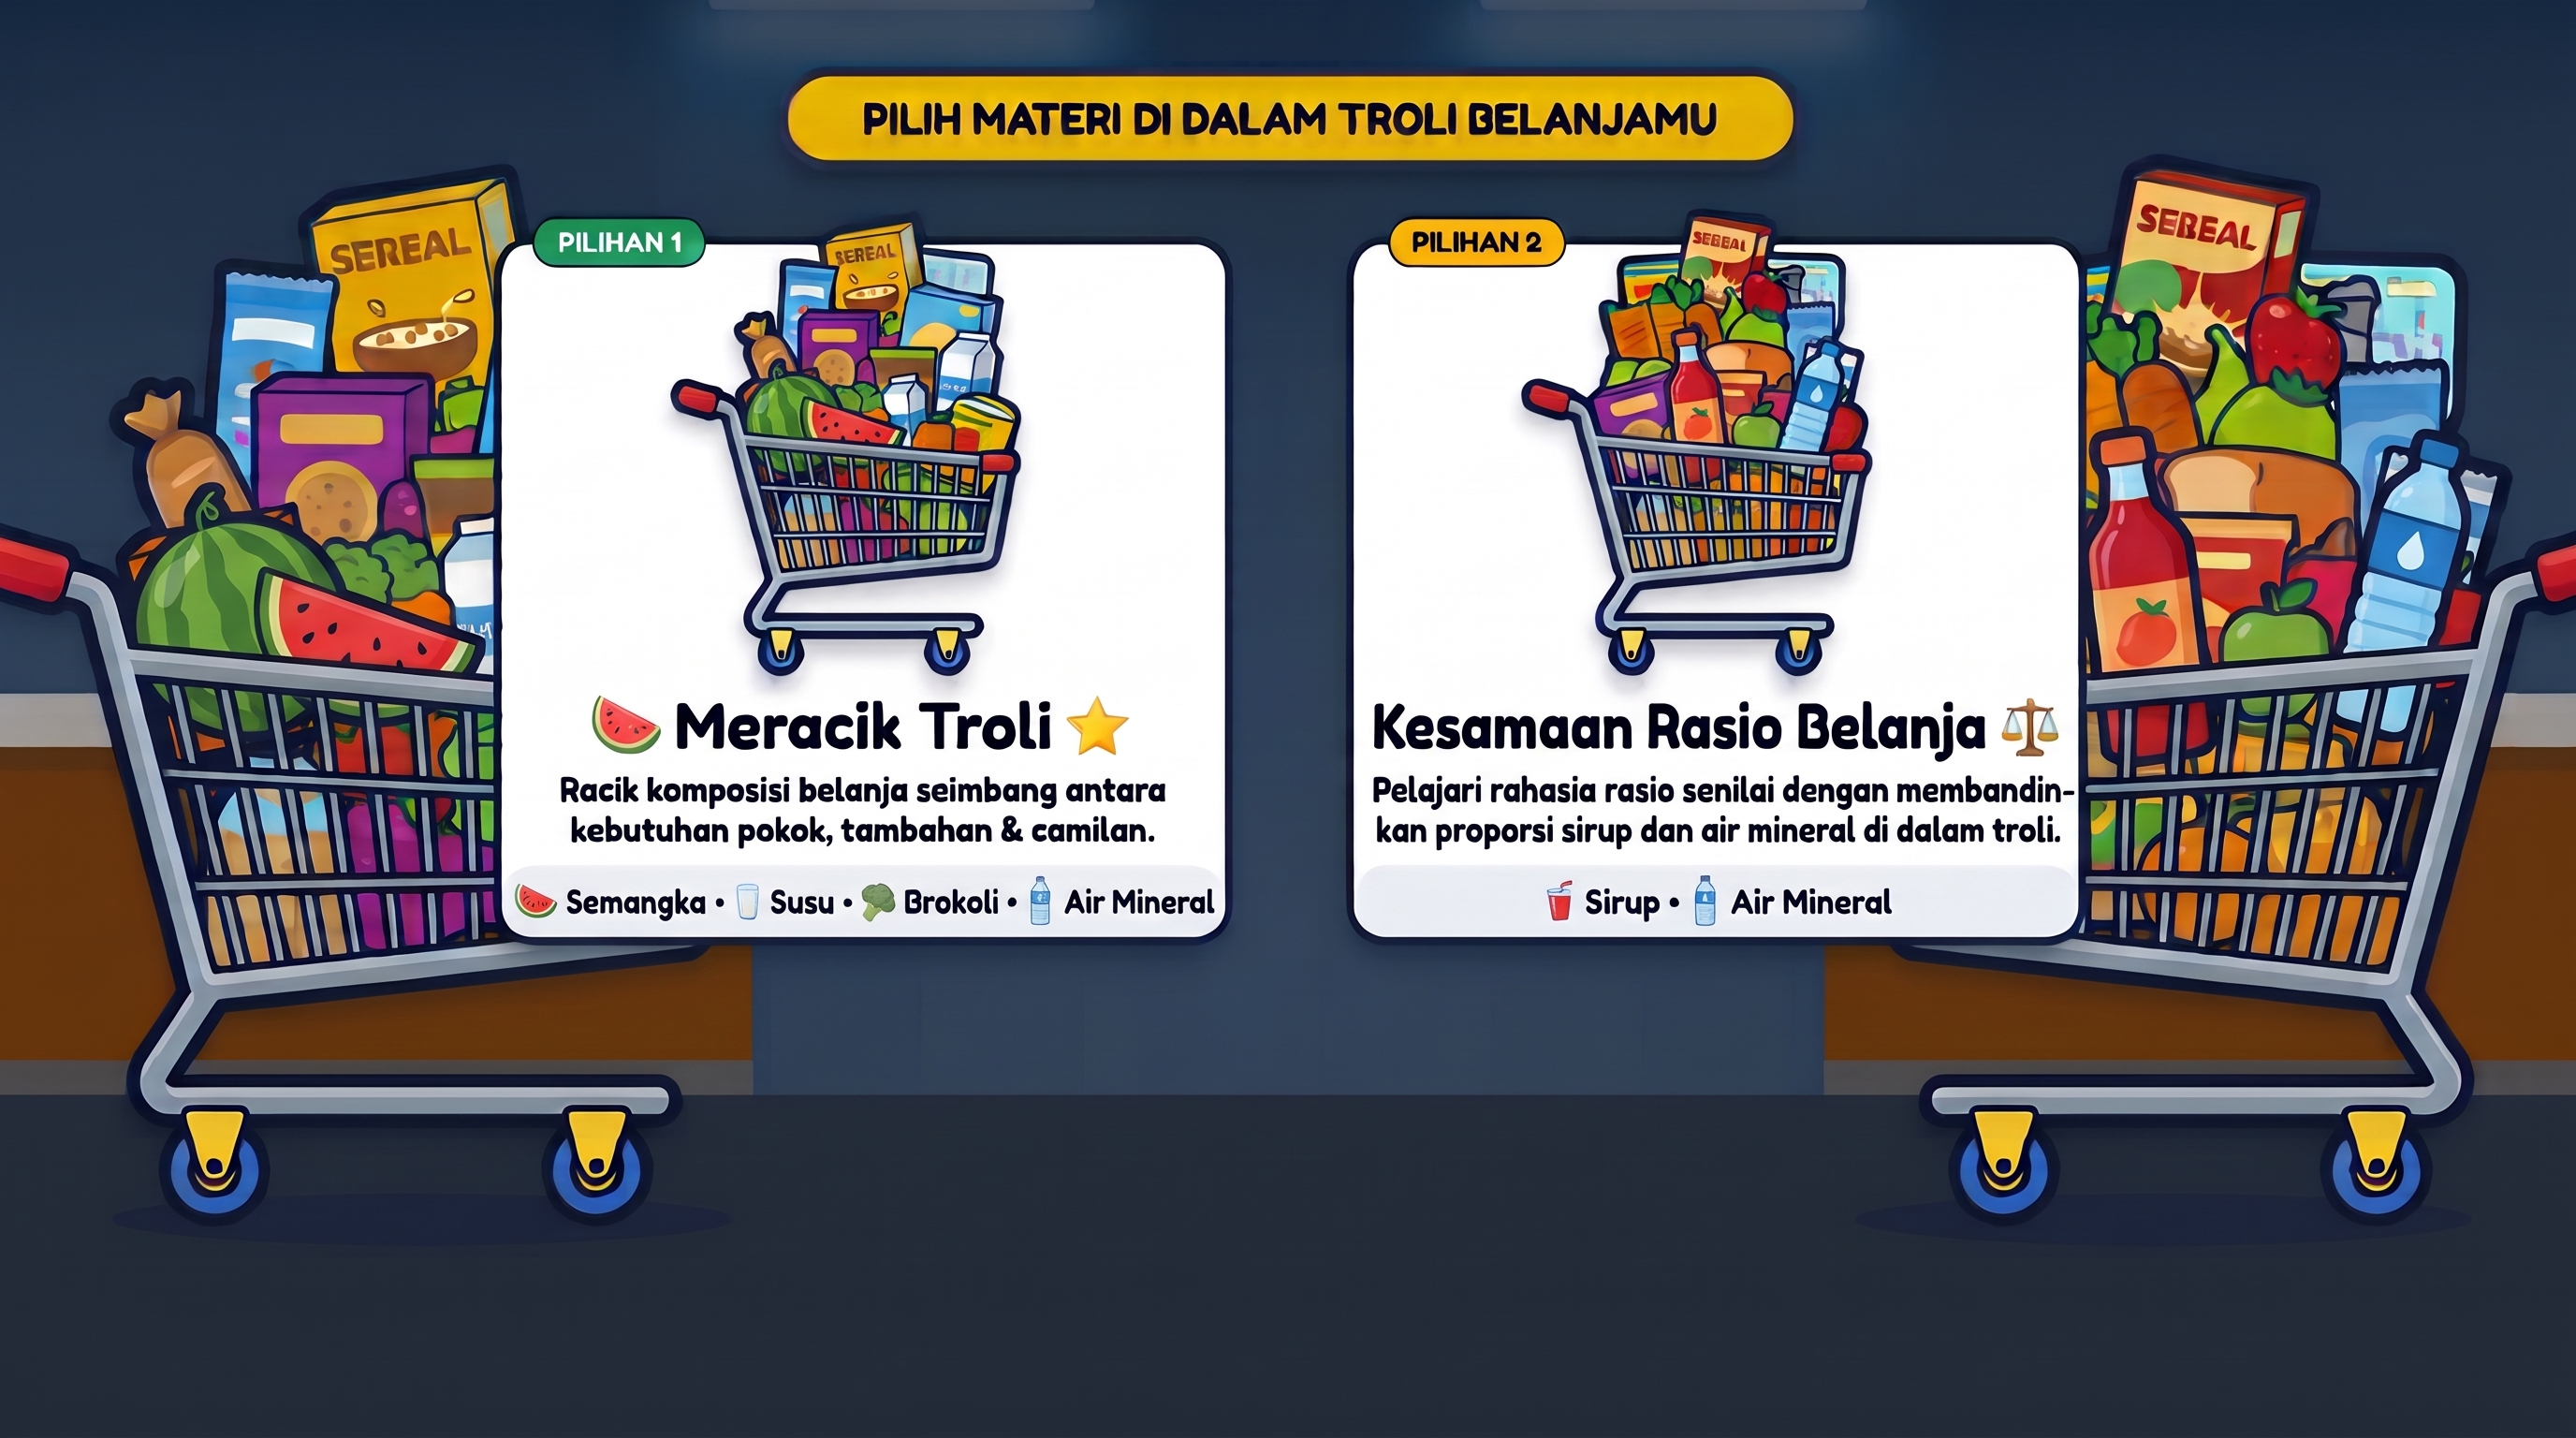 PILIH MATERI DI DALAM TROLI BELANJAMU
SEREAL
PILIHAN 1
SEREAL
🍉 Meracik Troli ⭐
Racik komposisi belanja seimbang antara
kebutuhan pokok, tambahan & camilan.
🍉 Semangka • 🥛 Susu • 🥦 Brokoli • Air Mineral
PILIHAN 2
SEREAL
Kesamaan Rasio Belanja ⚖️
Pelajari rahasia rasio senilai dengan membandin-
kan proporsi sirup dan air mineral di dalam troli.
🥤 Sirup • Air Mineral
SEREAL